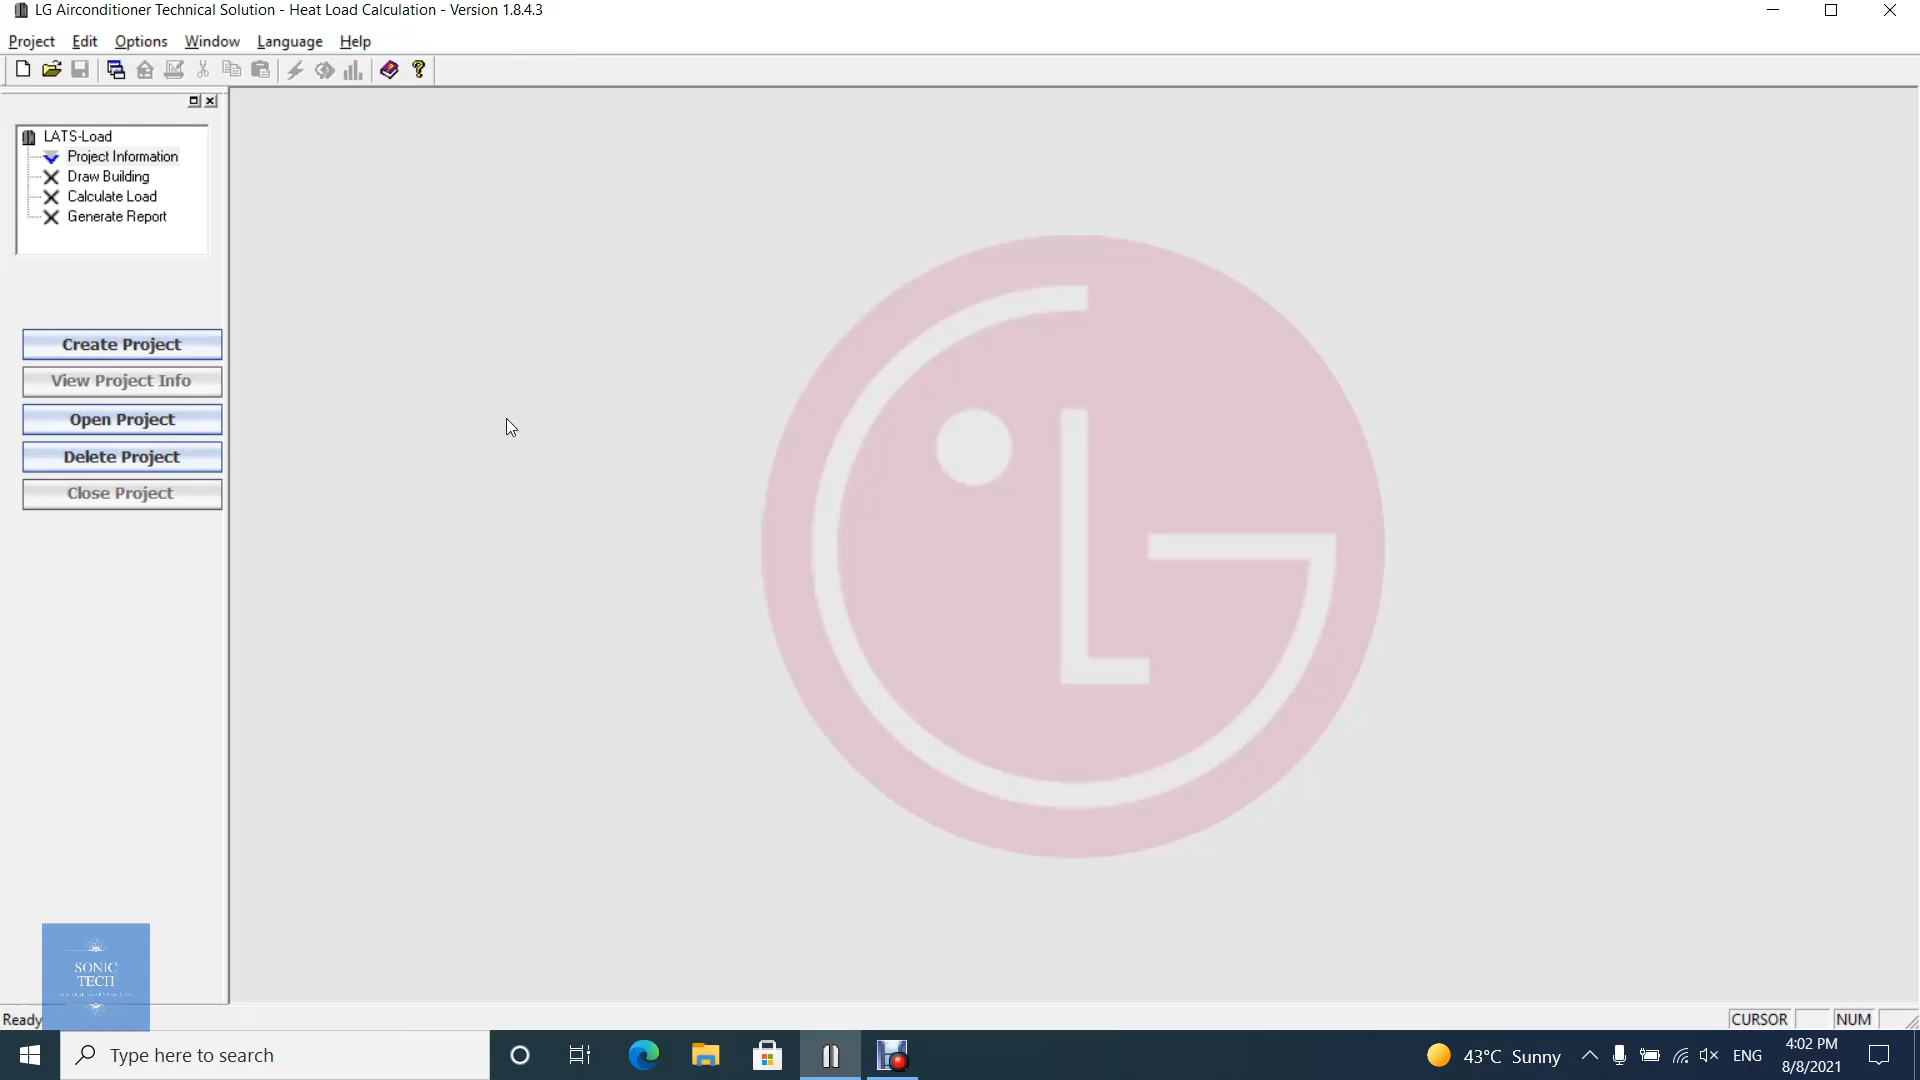 LG Airconditioner Technical Solution - Heat Load Calculation - Version 1.8.4.3
Project Edit Options Window Language Help
LATS-Load
Project Information
Draw Building
Calculate Load
Generate Report
Create Project
View Project Info
Open Project
Delete Project
Close Project
SONIC
TECH
Ready
CURSOR NUM
Type here to search
43°C Sunny
ENG
4:02 PM
8/8/2021